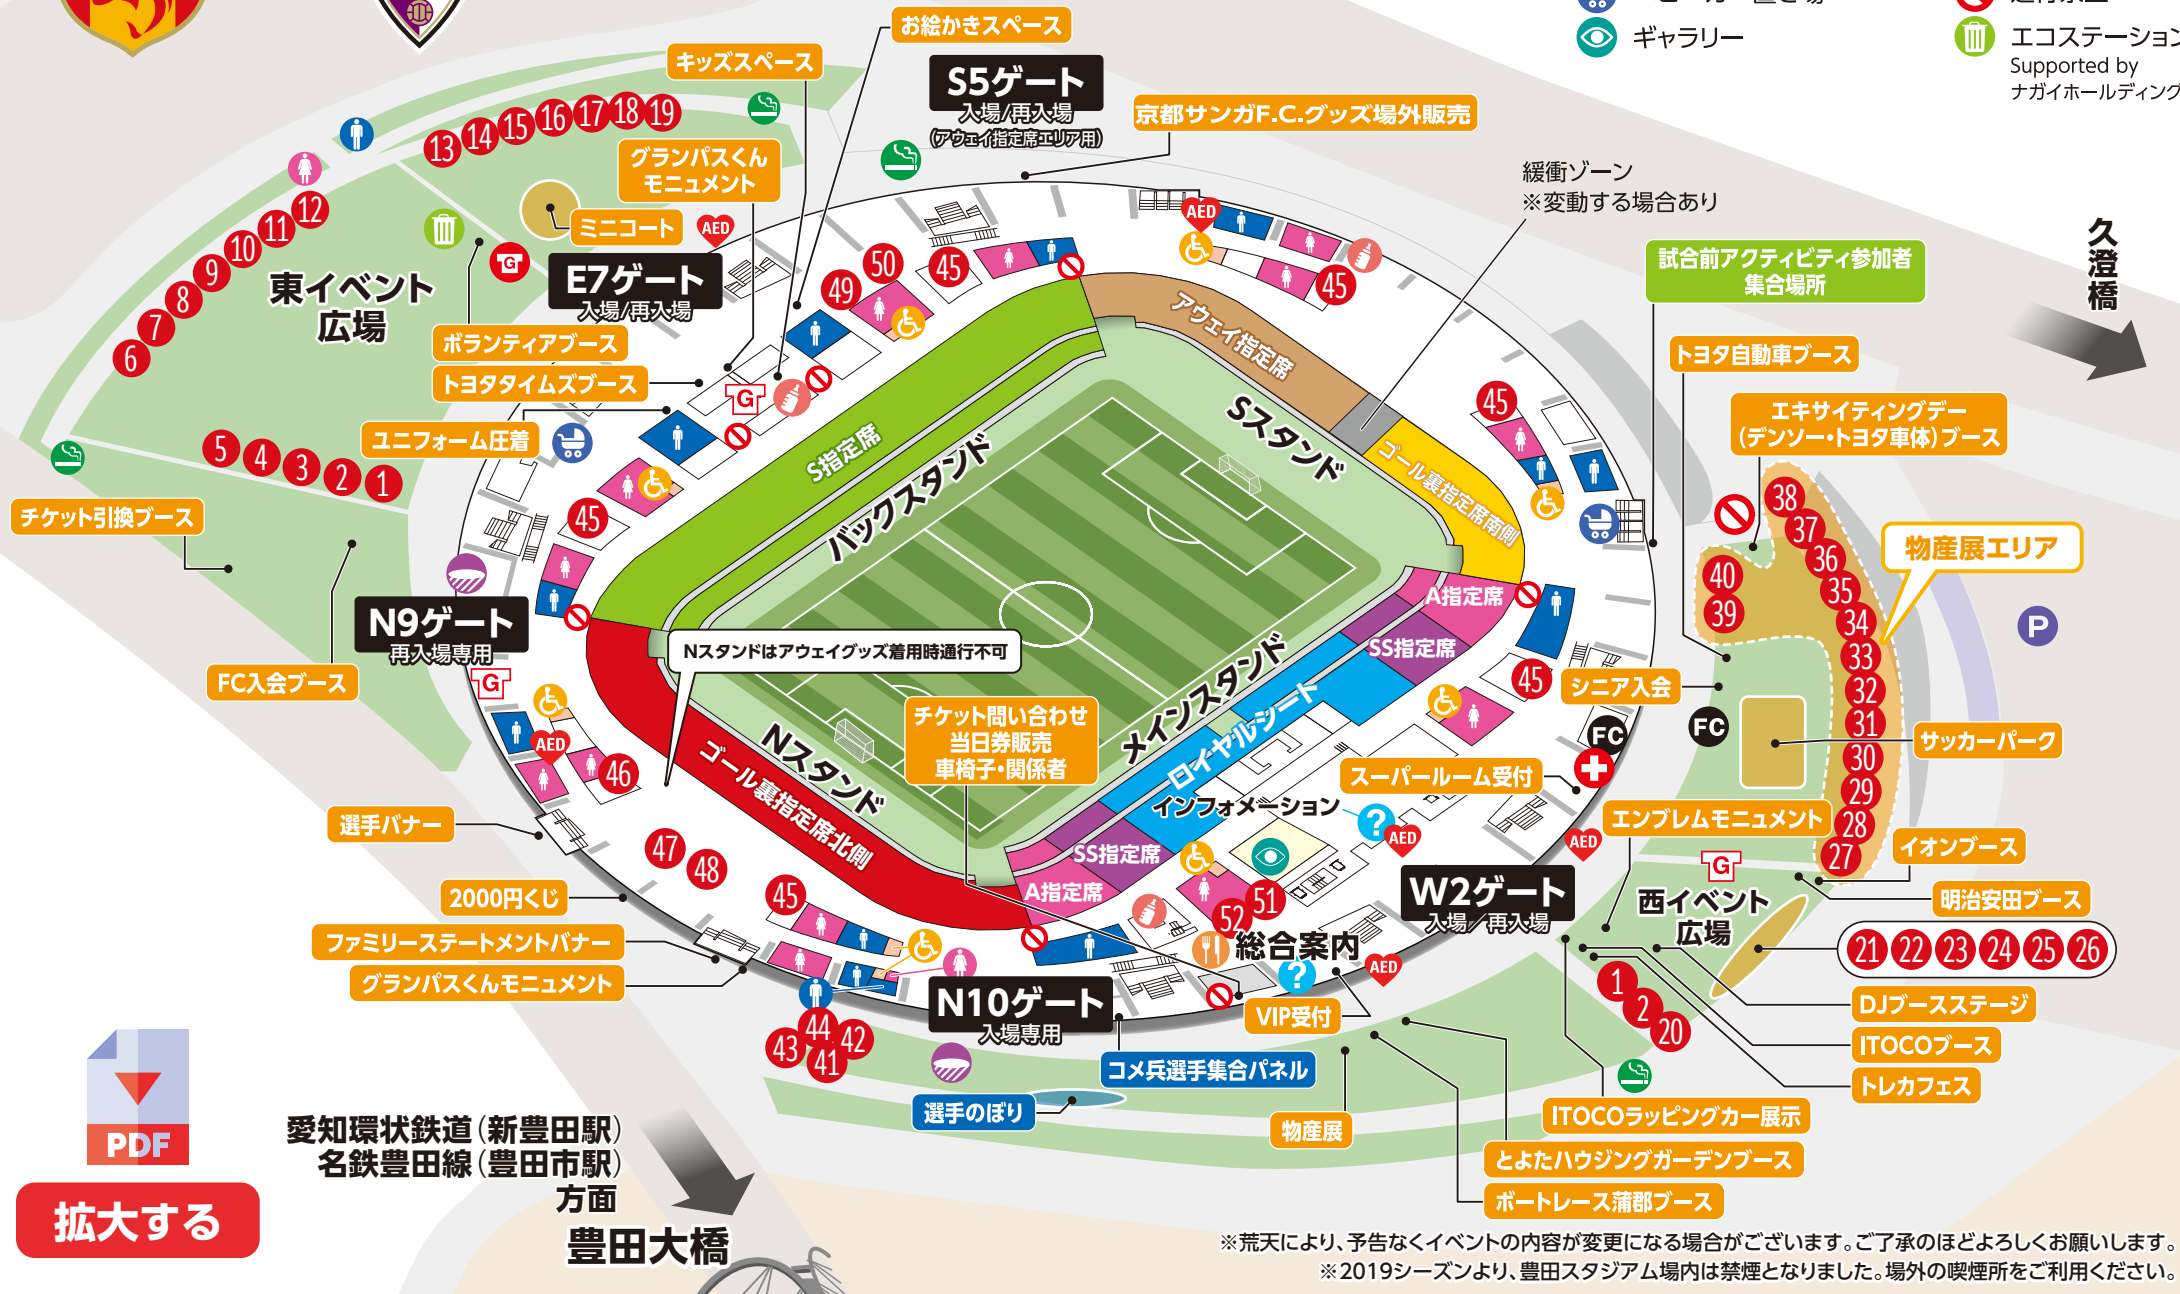 お絵かきスペース
キッズスペース
S5ゲート
入場/再入場
(アウェイ指定席エリア用)
京都サンガF.C.グッズ場外販売
ギャラリー
エコステーション
Supported by
ナガイホールディング
緩衝ゾーン
※変動する場合あり
久澄橋
13
14
15
16
17
18
19
グランパスくん
モニュメント
ミニコート
AED
E7ゲート
入場/再入場
12
11
10
9
8
7
6
東イベント
広場
G
ボランティアブース
トヨタタイムズブース
ユニフォーム圧着
5
4
3
2
1
チケット引換ブース
FC入会ブース
N9ゲート
再入場専用
G
49
50
45
AED
45
G
45
アウェイ指定席
Sスタンド
S指定席
バックスタンド
ゴール裏指定席南側
45
試合前アクティビティ参加者
集合場所
トヨタ自動車ブース
エキサイティングデー
(デンソー・トヨタ車体)ブース
物産展エリア
38
37
36
35
34
33
32
31
30
29
28
27
40
39
P
A指定席
SS指定席
Nスタンドはアウェイグッズ着用時通行不可
メインスタンド
ロイヤルシート
45
シニア入会
FC
FC
サッカーパーク
チケット問い合わせ
当日券販売
車椅子・関係者
Nスタンド
ゴール裏指定席北側
AED
46
47
48
45
選手バナー
2000円くじ
ファミリーステートメントバナー
グランパスくんモニュメント
インフォメーション
?
AED
スーパールーム受付
エンブレムモニュメント
AED
G
イオンブース
明治安田ブース
SS指定席
A指定席
W2ゲート
入場/再入場
西イベント
広場
51
52
総合案内
?
AED
21
22
23
24
25
26
DJブースステージ
ITOCOブース
トレカフェス
1
2
20
N10ゲート
入場専用
VIP受付
44
43
42
41
コメ兵選手集合パネル
選手のぼり
物産展
ITOCOラッピングカー展示
とよたハウジングガーデンブース
ボートレース蒲郡ブース
PDF
拡大する
愛知環状鉄道(新豊田駅)
名鉄豊田線(豊田市駅)
方面
豊田大橋
※荒天により、予告なくイベントの内容が変更になる場合がございます。ご了承のほどよろしくお願いします。
※2019シーズンより、豊田スタジアム場内は禁煙となりました。場外の喫煙所をご利用ください。